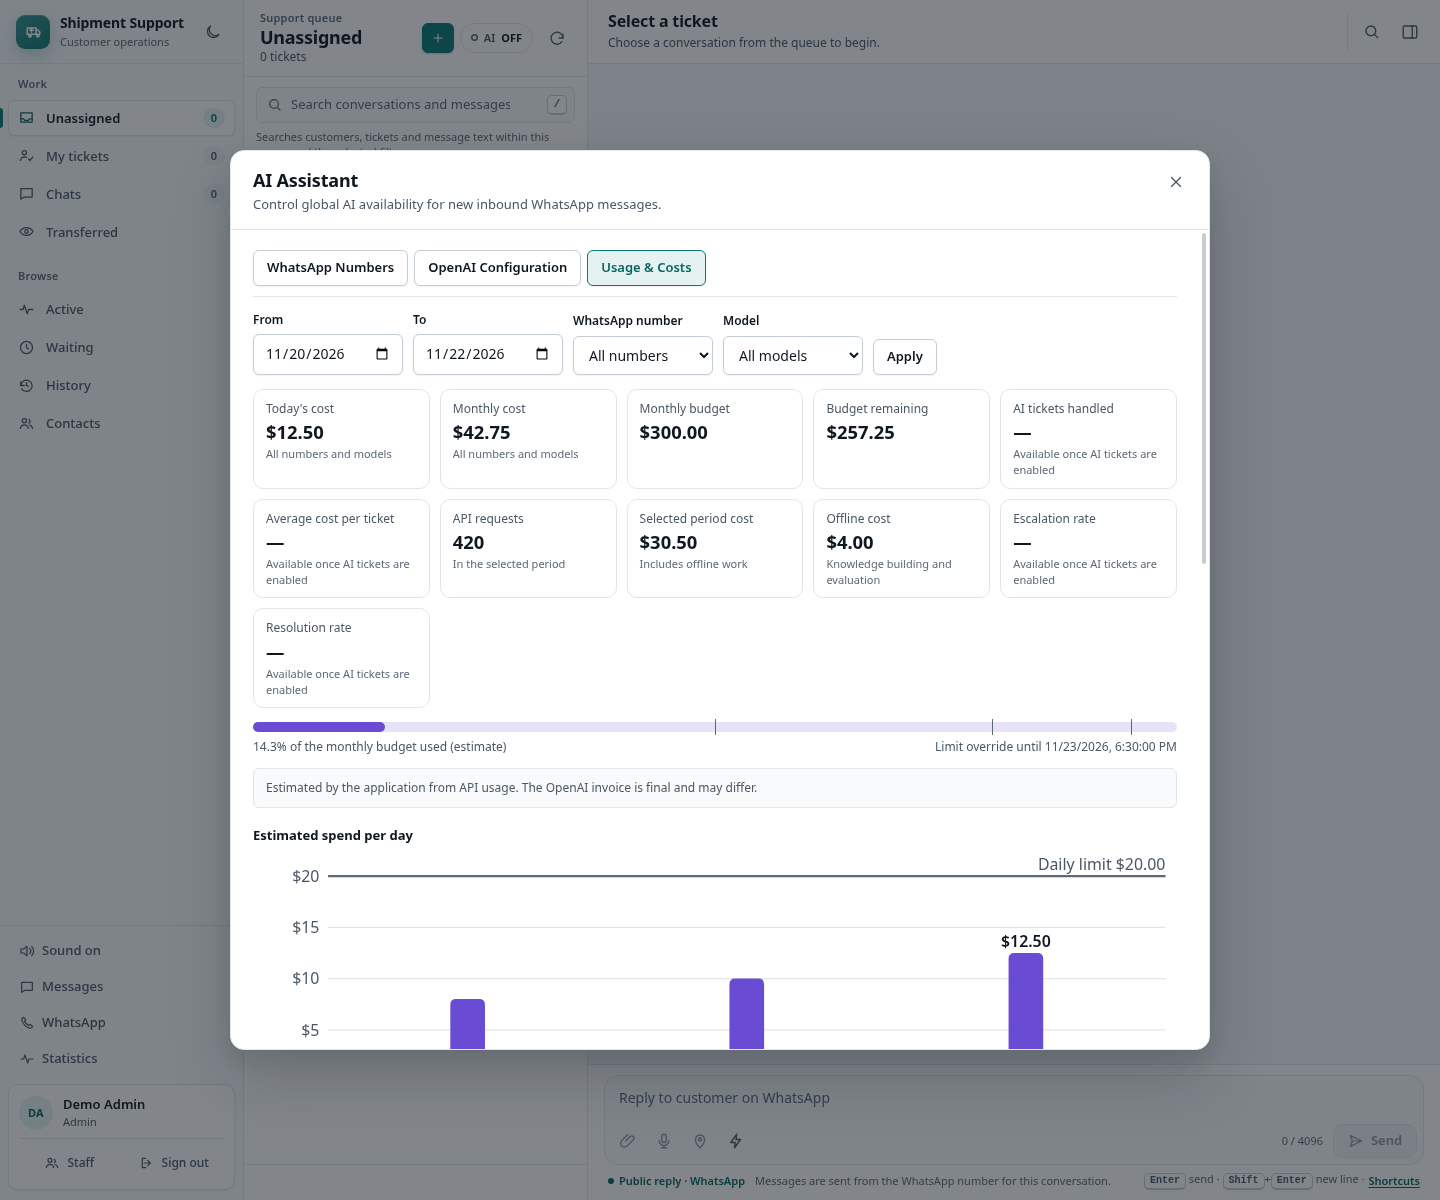 Shipment Support
Customer operations
Work
Unassigned 0
My tickets 0
Chats 0
Transferred
Browse
Active
Waiting
History
Contacts
Sound on
Messages
WhatsApp
Statistics
DA
Demo Admin
Admin
Staff
Sign out
Support queue
Unassigned
0 tickets
AI OFF
Search conversations and messages /
Searches customers, tickets and message text within this
Select a ticket
Choose a conversation from the queue to begin.
AI Assistant
Control global AI availability for new inbound WhatsApp messages.
WhatsApp Numbers
OpenAI Configuration
Usage & Costs
From
11/20/2026
To
11/22/2026
WhatsApp number
All numbers
Model
All models
Apply
Today's cost
$12.50
All numbers and models
Monthly cost
$42.75
All numbers and models
Monthly budget
$300.00
Budget remaining
$257.25
AI tickets handled
—
Available once AI tickets are
enabled
Average cost per ticket
—
Available once AI tickets are
enabled
API requests
420
In the selected period
Selected period cost
$30.50
Includes offline work
Offline cost
$4.00
Knowledge building and
evaluation
Escalation rate
—
Available once AI tickets are
enabled
Resolution rate
—
Available once AI tickets are
enabled
14.3% of the monthly budget used (estimate)
Limit override until 11/23/2026, 6:30:00 PM
Estimated by the application from API usage. The OpenAI invoice is final and may differ.
Estimated spend per day
Daily limit $20.00
$20
$15
$12.50
$10
$5
Reply to customer on WhatsApp
0 / 4096
Send
Public reply · WhatsApp Messages are sent from the WhatsApp number for this conversation.
Enter send · Shift+Enter new line · Shortcuts